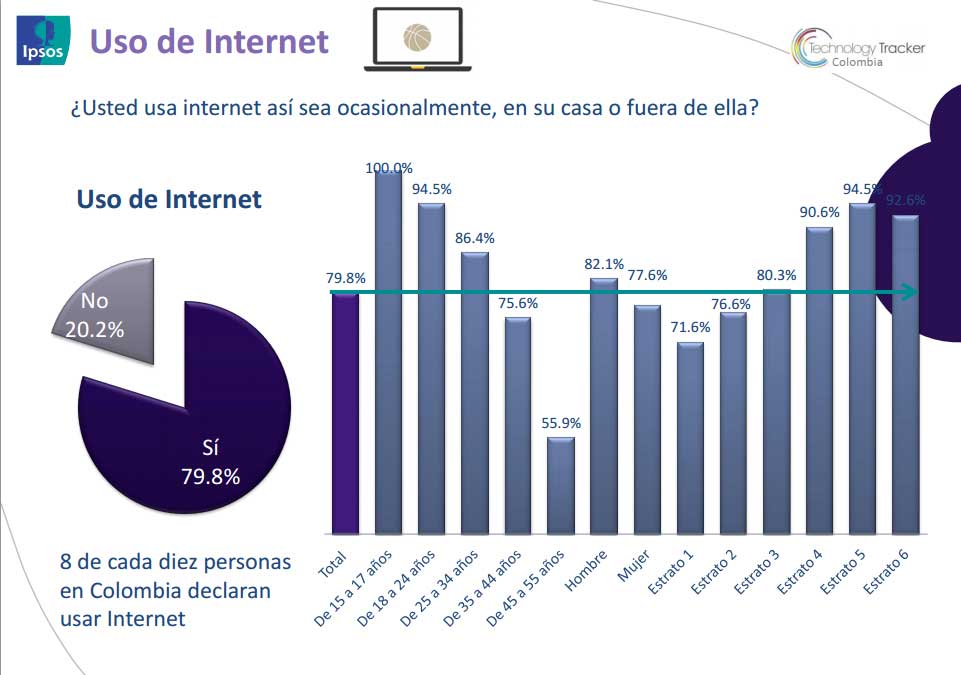 Ipsos
Uso de Internet
Technology Tracker
Colombia
¿Usted usa internet así sea ocasionalmente, en su casa o fuera de ella?
Uso de Internet
No
20.2%
Sí
79.8%
8 de cada diez personas
en Colombia declaran
usar Internet
79.8%
100.0%
94.5%
86.4%
75.6%
55.9%
82.1%
77.6%
71.6%
76.6%
80.3%
90.6%
94.5%
92.6%
Total
De 15 a 17 años
De 18 a 24 años
De 25 a 34 años
De 35 a 44 años
De 45 a 55 años
Hombre
Mujer
Estrato 1
Estrato 2
Estrato 3
Estrato 4
Estrato 5
Estrato 6